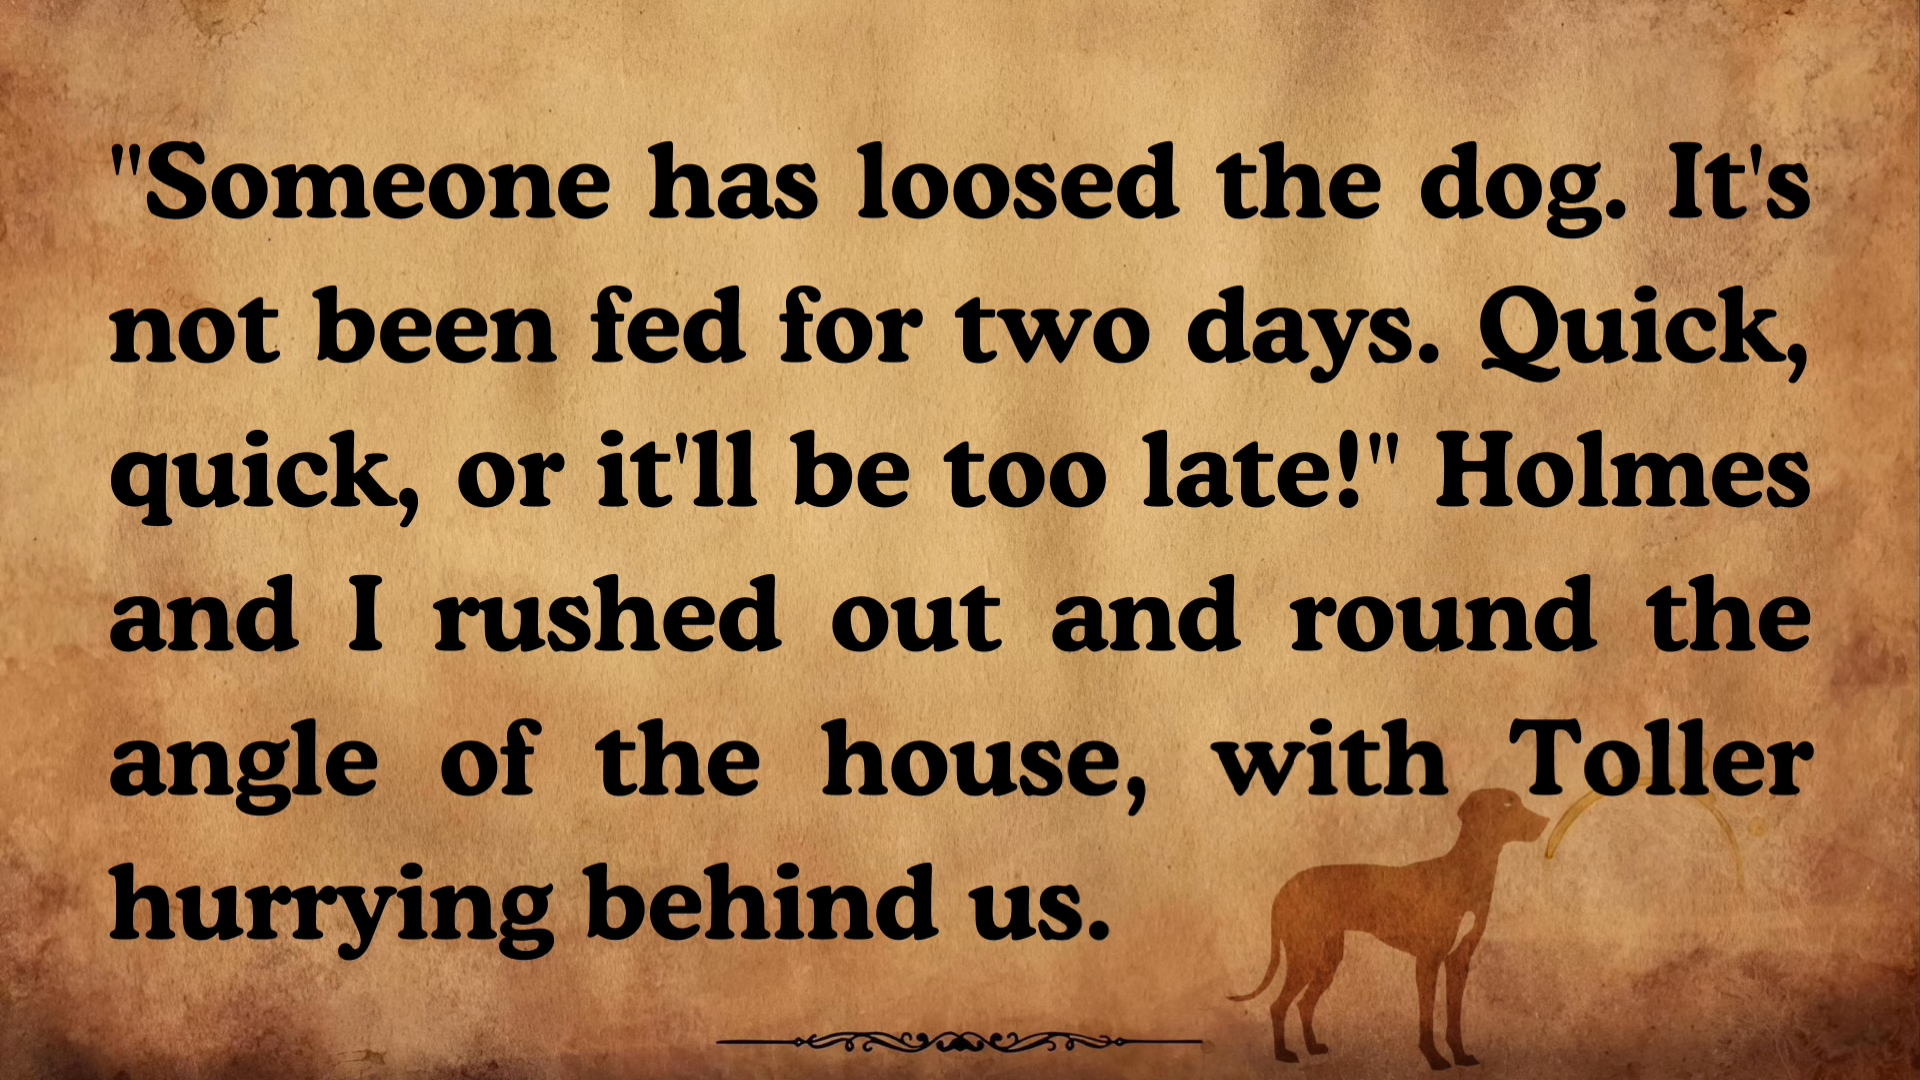 "Someone has loosed the dog. It's
not been fed for two days. Quick,
quick, or it'll be too late!" Holmes
and I rushed out and round the
angle of the house, with Toller
hurrying behind us.